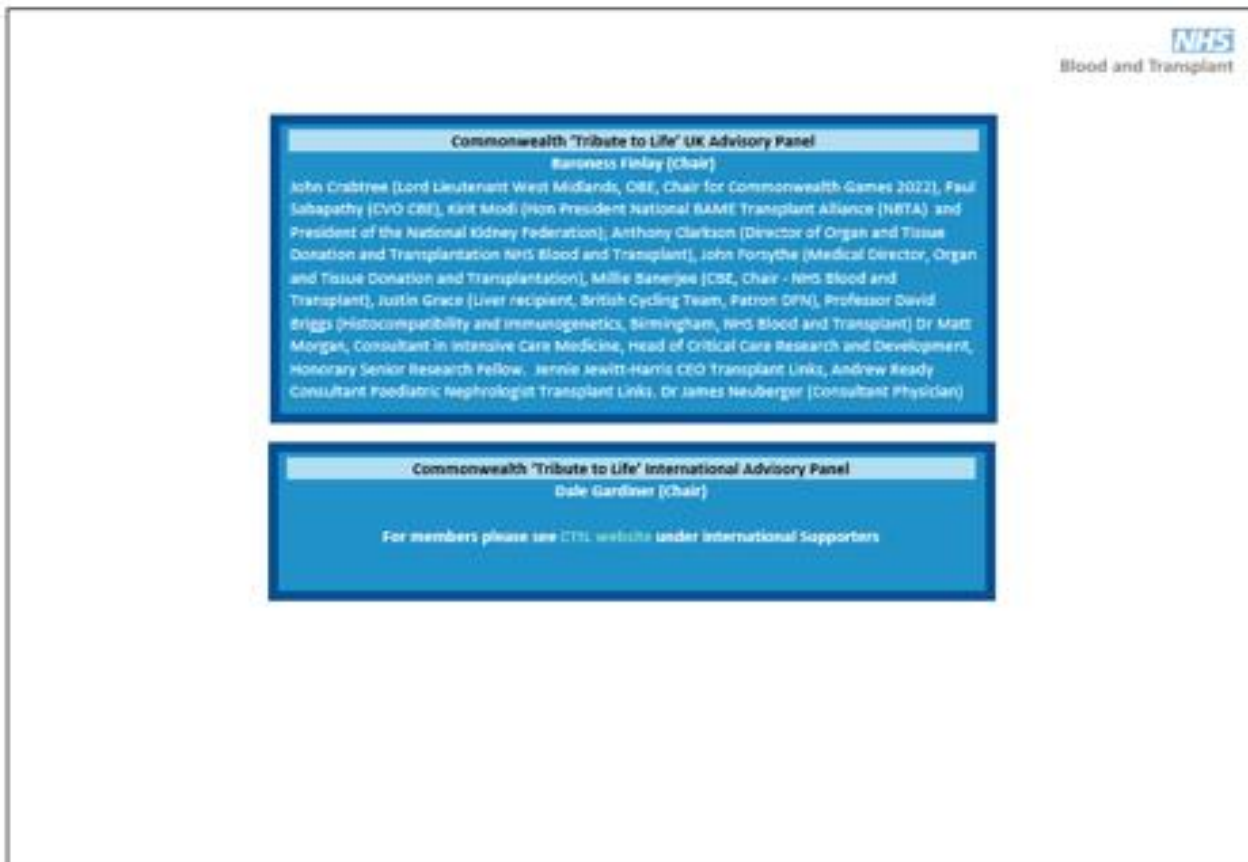 NHS
Blood and Transplant
Commonwealth 'Tribute to Life' UK Advisory Panel
Baroness Finlay (Chair)
John Crabtree (Lord Lieutenant West Midlands, OBE, Chair for Commonwealth Games 2022), Paul
Sabapathy (CVO CBE), Kirit Modi (Hon President National BAME Transplant Alliance (NBTA) and
President of the National Kidney Federation), Anthony Clarkson (Director of Organ and Tissue
Donation and Transplantation NHS Blood and Transplant), John Forsythe (Medical Director, Organ
and Tissue Donation and Transplantation), Millie Banerjee (CBE, Chair - NHS Blood and
Transplant), Justin Grace (Liver recipient, British Cycling Team, Patron DFN), Professor David
Briggs (Histocompatibility and Immunogenetics, Birmingham, NHS Blood and Transplant) Dr Matt
Morgan, Consultant in Intensive Care Medicine, Head of Critical Care Research and Development,
Honorary Senior Research Fellow. Jennie Jewitt-Harris CEO Transplant Links, Andrew Ready
Consultant Paediatric Nephrologist Transplant Links. Dr James Neuberger (Consultant Physician)
Commonwealth 'Tribute to Life' International Advisory Panel
Dale Gardiner (Chair)
For members please see CTTL website under International Supporters